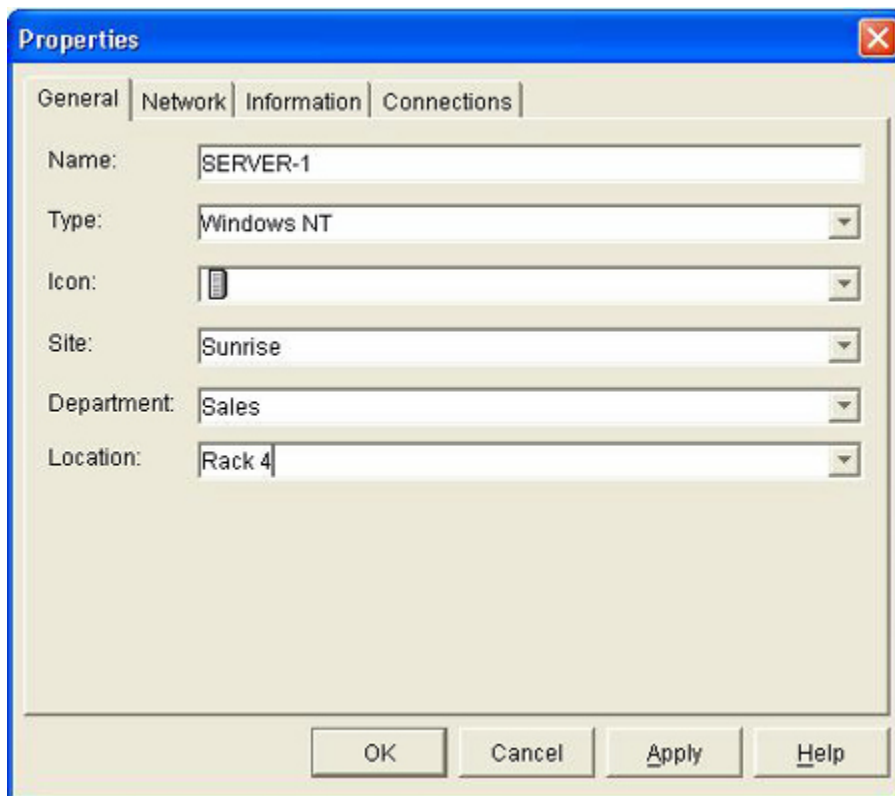 Properties
General Network Information Connections
Name: SERVER-1
Type: Windows NT
Icon:
Site: Sunrise
Department: Sales
Location: Rack 4
OK Cancel Apply Help